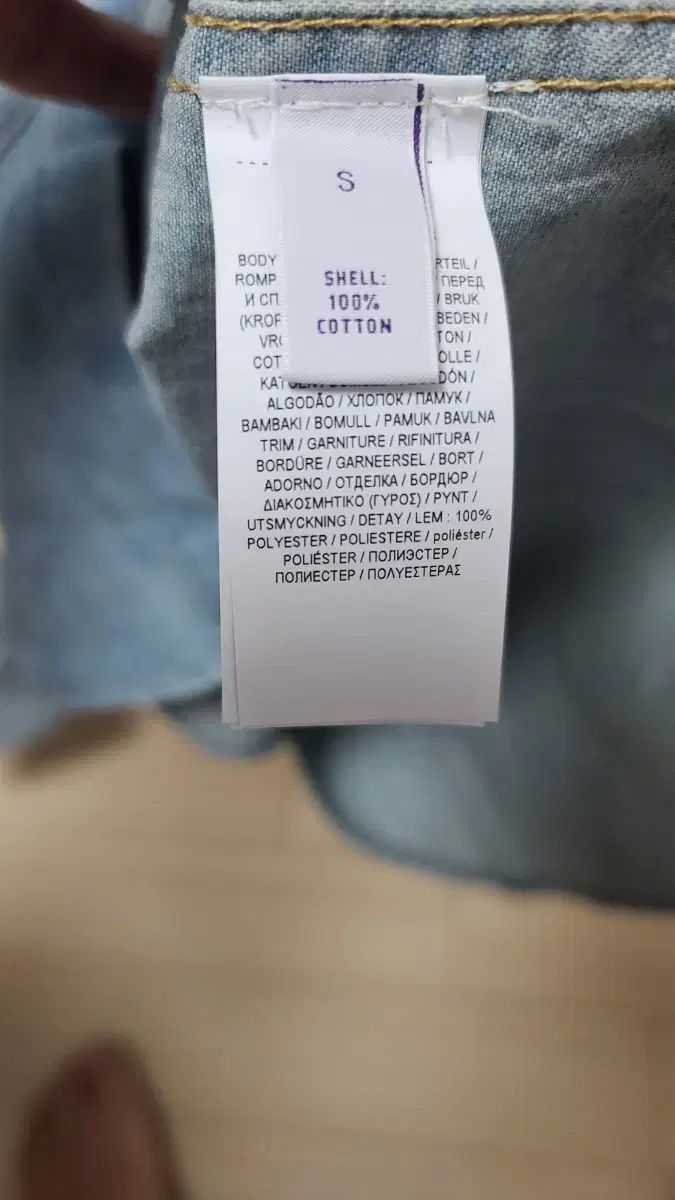 S
SHELL:
100%
COTTON
BODY
RTEIL /
ROMP
ПЕРЕД
И СП
/ BRUK
(KROP
BEDEN /
VRO
TON /
COT
OLLE /
DÓN /
ALGODÃO / ХЛОПОК / ПАМУК /
BAMBAKI / BOMULL / PAMUK / BAVLNA
TRIM / GARNITURE / RIFINITURA /
BORDÜRE / GARNEERSEL / BORT /
ADORNO / ОТДЕЛКА / БОРДЮР /
ΔΙΑΚΟΣΜΗΤΙΚΟ (ΓΥΡΟΣ) / PYNT /
UTSMYCKNING / DETAY / LEM : 100%
POLYESTER / POLIESTERE / poliéster /
POLIÉSTER / ПОЛИЭСТЕР /
ПОЛИЕСТЕР / ΠΟΛΥΕΣΤΕΡΑΣ